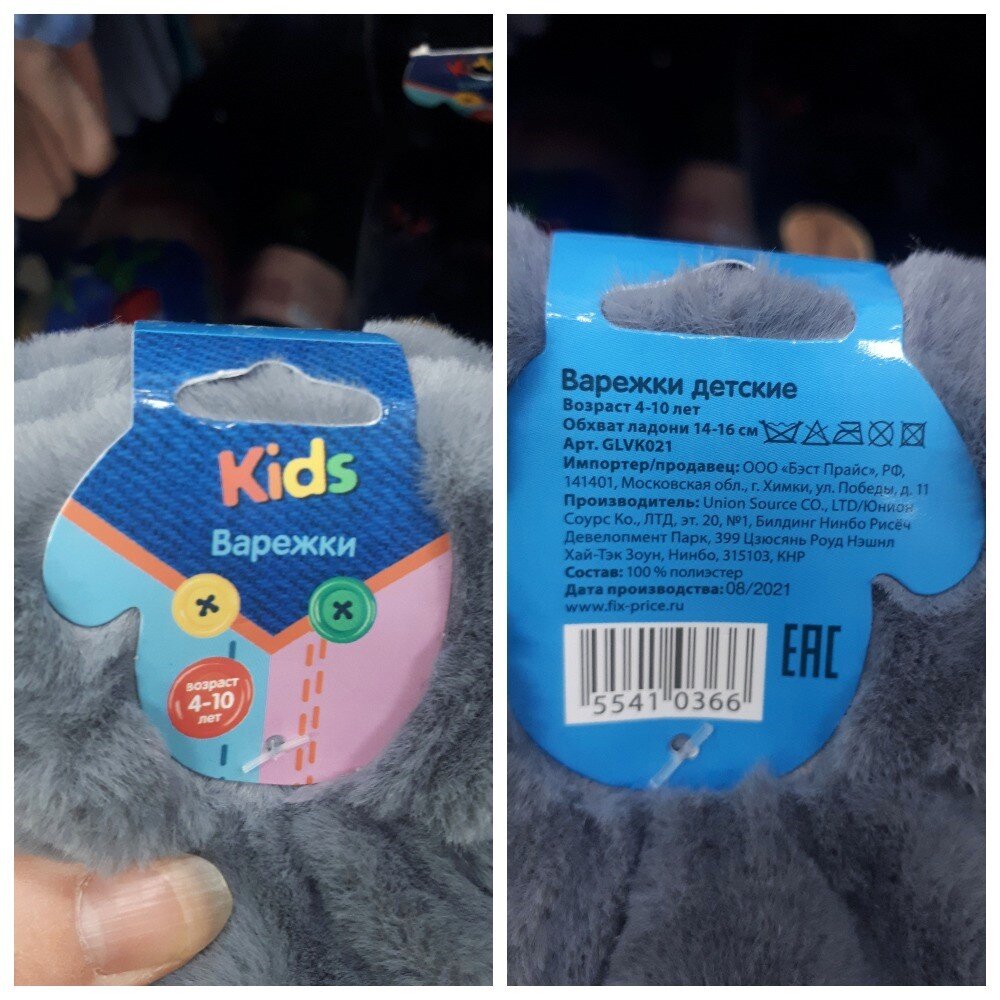 Kids
Варежки
возраст
4-10
лет
Варежки детские
Возраст 4-10 лет
Обхват ладони 14-16 см
Арт. GLVK021
Импортер/продавец: ООО «Бэст Прайс», РФ,
141401, Московская обл., г. Химки, ул. Победы, д. 11
Производитель: Union Source CO., LTD/Юнион
Соурс Ко., ЛТД, эт. 20, №1, Билдинг Нинбо Рисёч
Девелопмент Парк, 399 Цзюсянь Роуд Нэшнл
Хай-Тэк Зоун, Нинбо, 315103, КНР
Состав: 100 % полиэстер
Дата производства: 08/2021
www.fix-price.ru
5541 0366
EAC